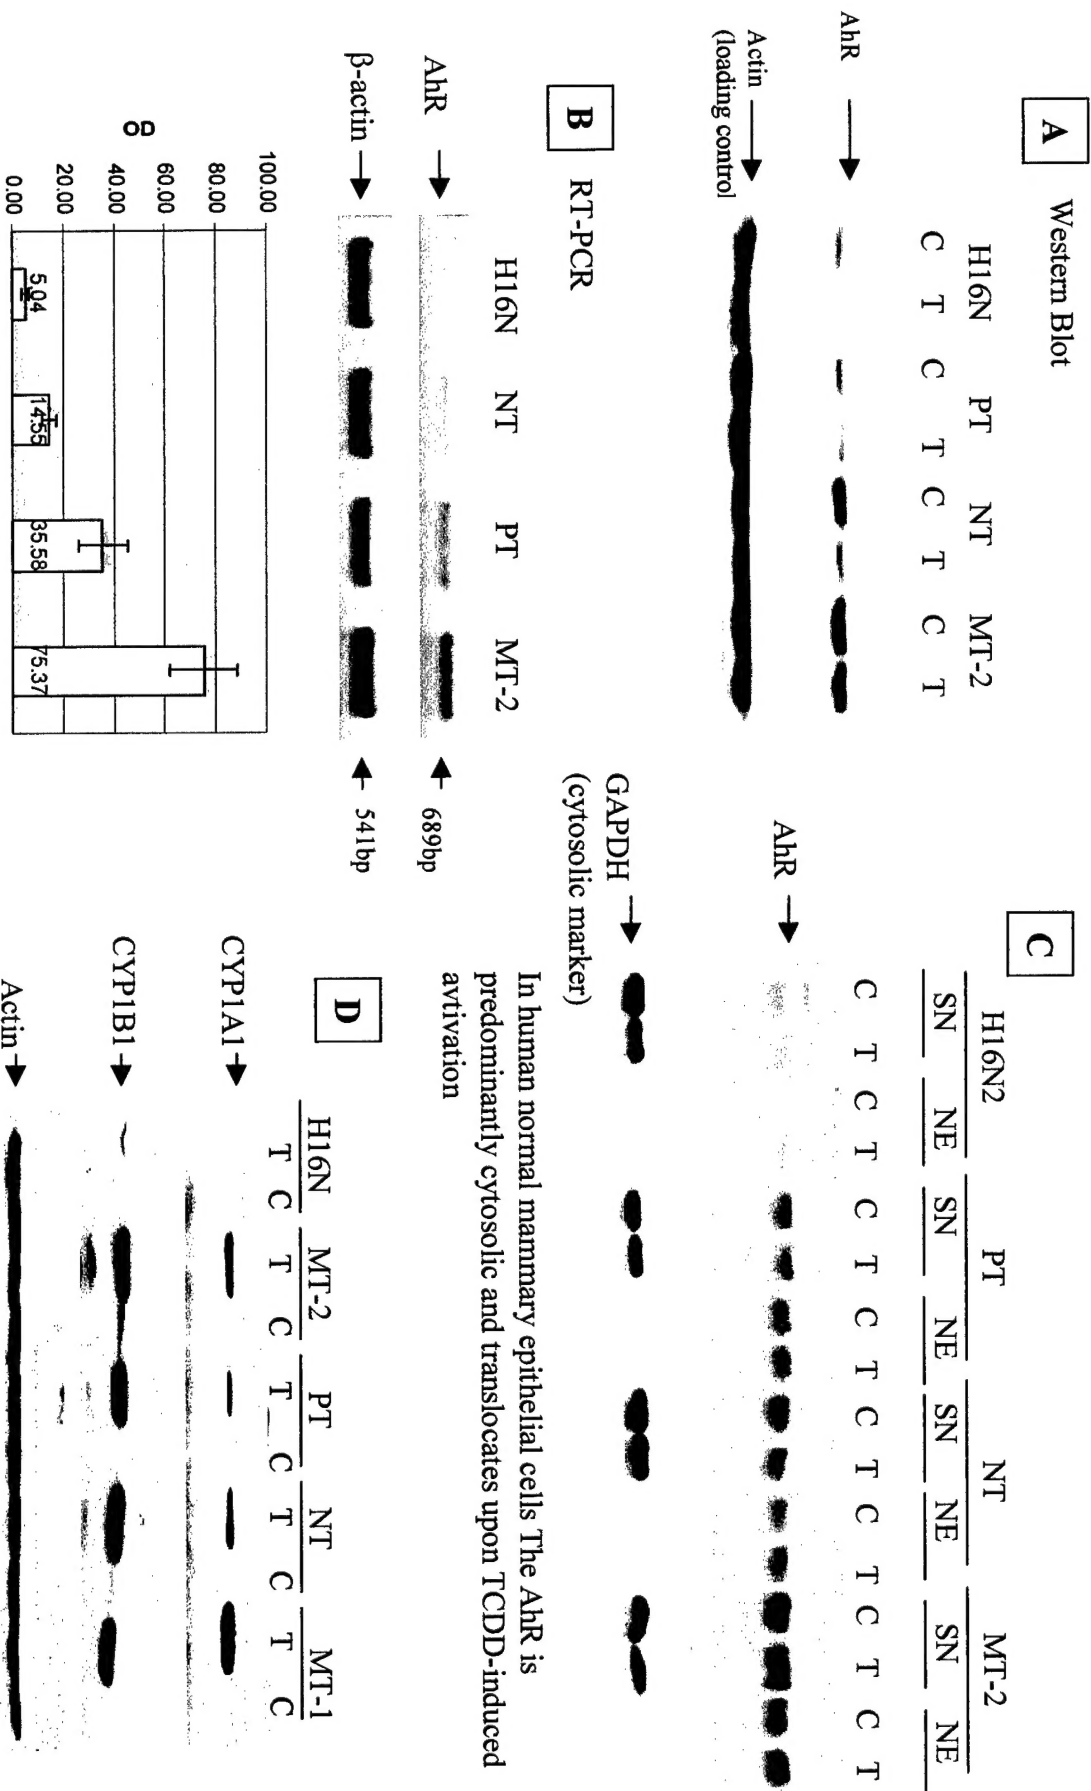 A Western Blot
H16N PT NT MT-2
C T C T C T C T
AhR
Actin
(loading control
B RT-PCR
H16N NT PT MT-2
AhR 689bp
β-actin 541bp
OD
100.00
80.00
60.00
40.00
20.00
0.00
5.04 14.55 35.58 75.37
C
H16N2 PT NT MT-2
SN NE SN NE SN NE SN NE
C T C T C T C T C T C T C T C T
AhR
GAPDH
(cytosolic marker)
In human normal mammary epithelial cells The AhR is
predominantly cytosolic and translocates upon TCDD-induced
avtivation
D
H16N MT-2 PT NT MT-1
T C T C T C T C T C
CYP1A1
CYP1B1
Actin